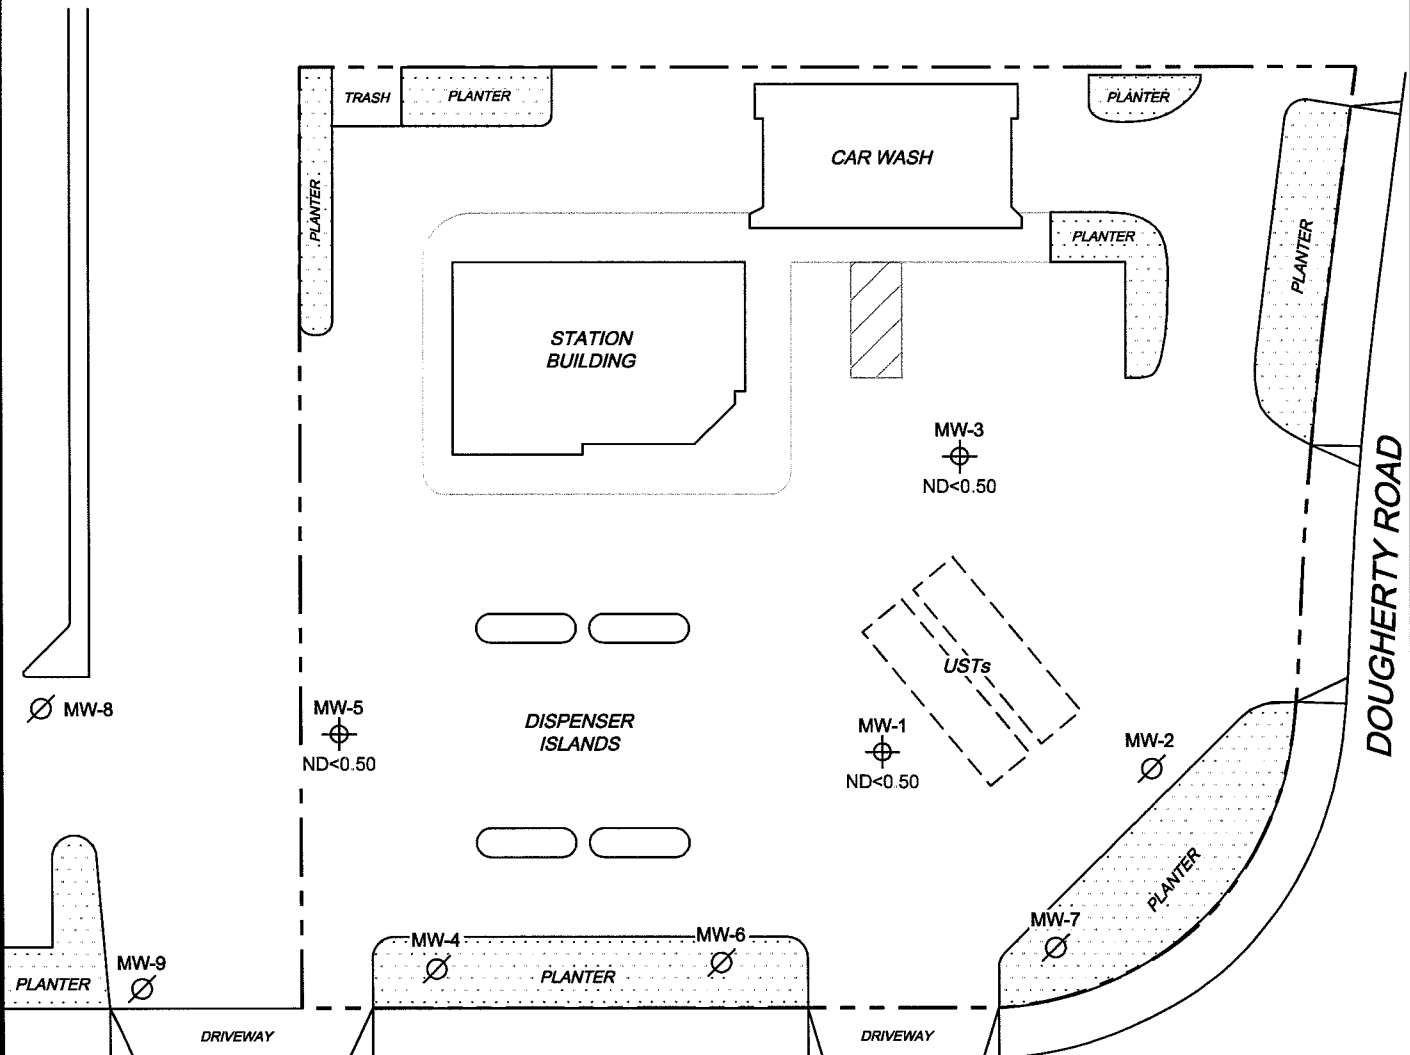 TRASH
PLANTER
PLANTER
CAR WASH
PLANTER
PLANTER
PLANTER
STATION
BUILDING
MW-3
ND<0.50
DOUGHERTY ROAD
USTs
MW-8
MW-5
ND<0.50
DISPENSER
ISLANDS
MW-1
ND<0.50
MW-2
PLANTER
MW-7
MW-4
MW-6
PLANTER
MW-9
PLANTER
DRIVEWAY
DRIVEWAY